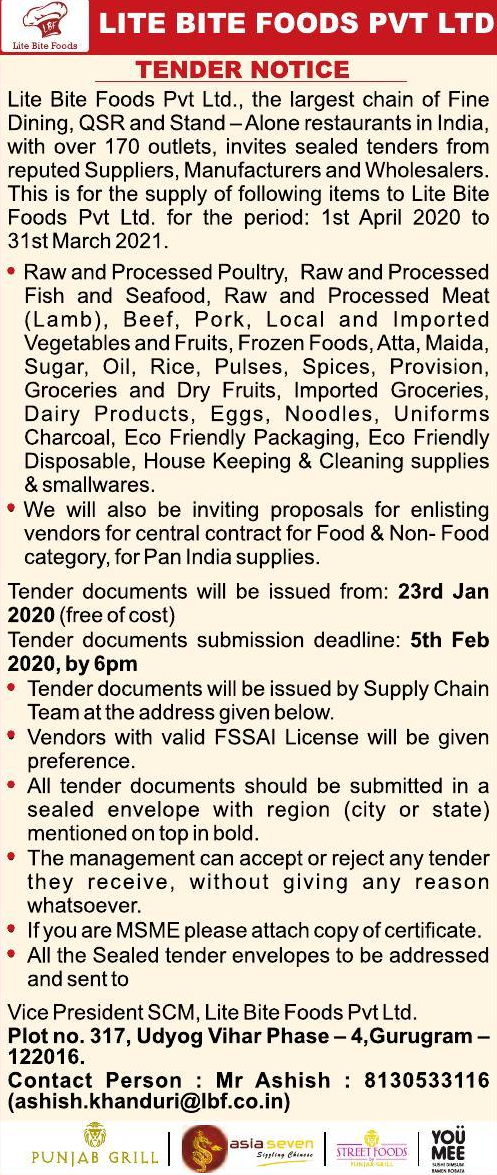 LBF
Lite Bite Foods
LITE BITE FOODS PVT LTD
TENDER NOTICE
Lite Bite Foods Pvt Ltd., the largest chain of Fine
Dining, QSR and Stand – Alone restaurants in India,
with over 170 outlets, invites sealed tenders from
reputed Suppliers, Manufacturers and Wholesalers.
This is for the supply of following items to Lite Bite
Foods Pvt Ltd. for the period: 1st April 2020 to
31st March 2021.
• Raw and Processed Poultry, Raw and Processed
Fish and Seafood, Raw and Processed Meat
(Lamb), Beef, Pork, Local and Imported
Vegetables and Fruits, Frozen Foods, Atta, Maida,
Sugar, Oil, Rice, Pulses, Spices, Provision,
Groceries and Dry Fruits, Imported Groceries,
Dairy Products, Eggs, Noodles, Uniforms
Charcoal, Eco Friendly Packaging, Eco Friendly
Disposable, House Keeping & Cleaning supplies
& smallwares.
• We will also be inviting proposals for enlisting
vendors for central contract for Food & Non- Food
category, for Pan India supplies.
Tender documents will be issued from: 23rd Jan
2020 (free of cost)
Tender documents submission deadline: 5th Feb
2020, by 6pm
• Tender documents will be issued by Supply Chain
Team at the address given below.
• Vendors with valid FSSAI License will be given
preference.
• All tender documents should be submitted in a
sealed envelope with region (city or state)
mentioned on top in bold.
• The management can accept or reject any tender
they receive, without giving any reason
whatsoever.
• If you are MSME please attach copy of certificate.
• All the Sealed tender envelopes to be addressed
and sent to
Vice President SCM, Lite Bite Foods Pvt Ltd.
Plot no. 317, Udyog Vihar Phase – 4,Gurugram –
122016.
Contact Person : Mr Ashish : 8130533116
(ashish.khanduri@lbf.co.in)
PUNJAB GRILL
asia seven
Sizzling Chinese
STREET FOODS
by
PUNJAB GRILL
YOÜ
MEE
SUSHI DIMSUM
RAMEN ROBATA